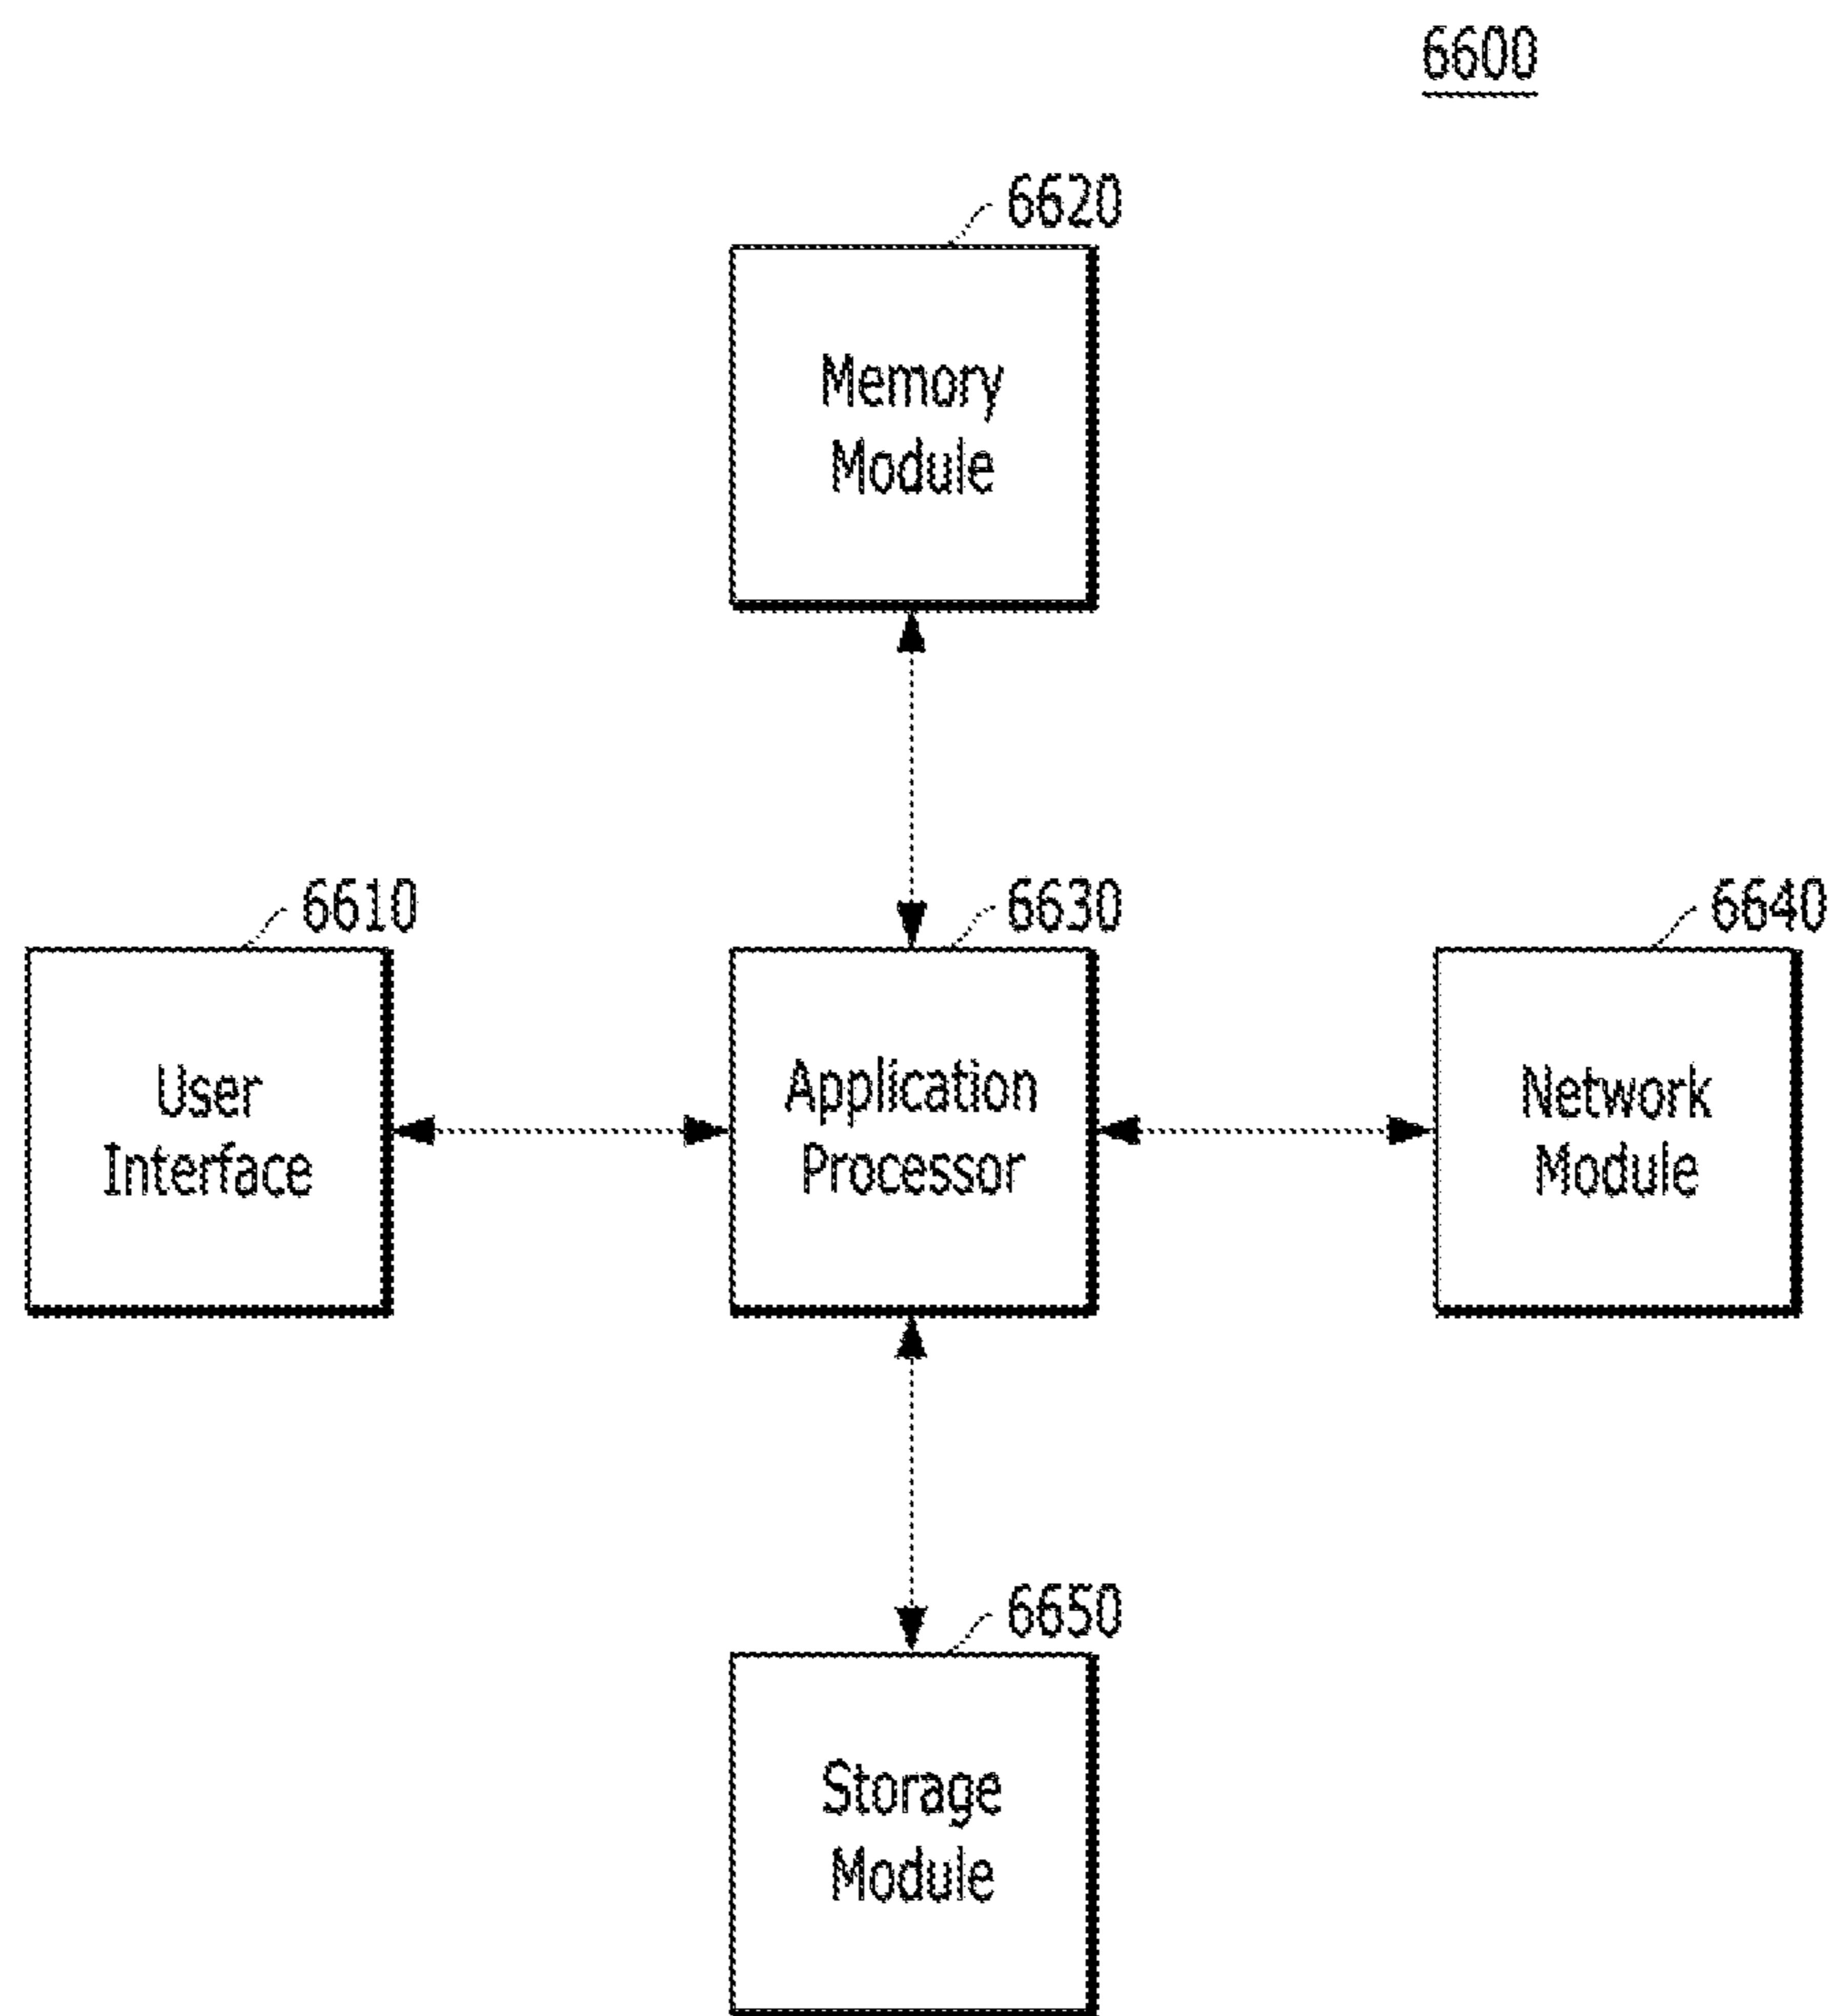 6600
6620
Memory
Module
6610
6630
6640
User
Interface
Application
Processor
Network
Module
6650
Storage
Module